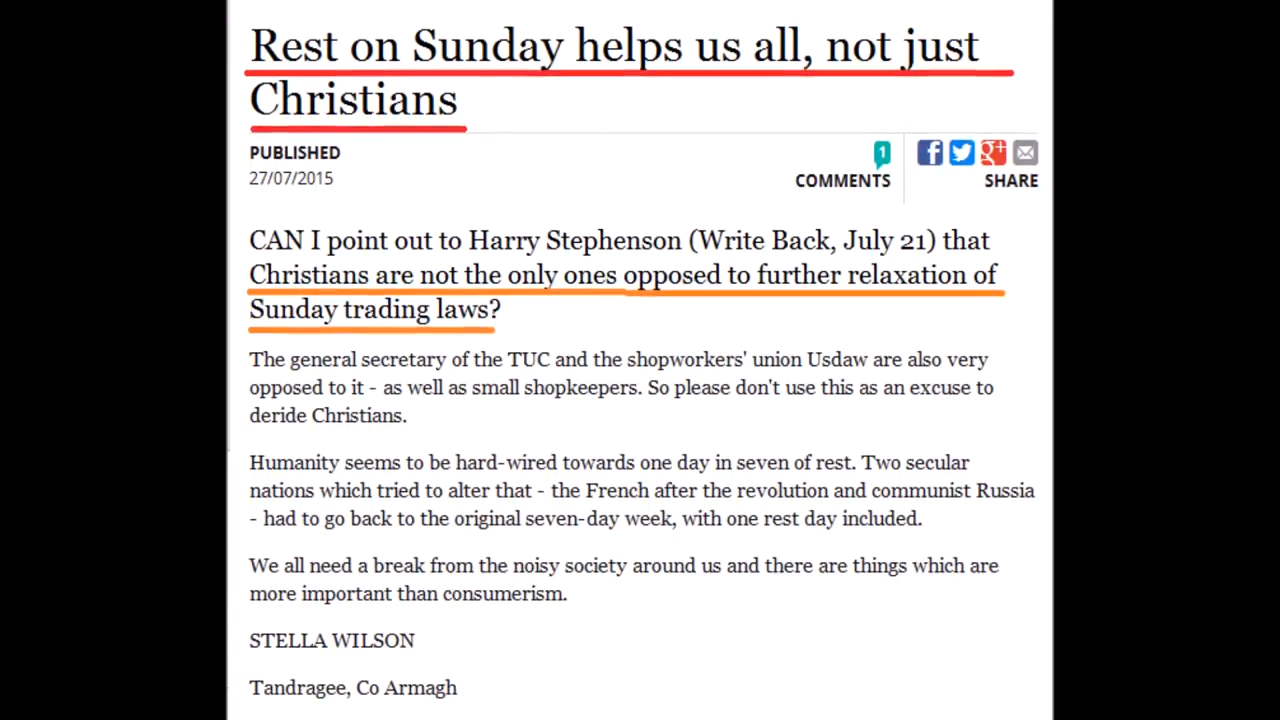 Rest on Sunday helps us all, not just
Christians
PUBLISHED
27/07/2015
1
COMMENTS
f
g+
SHARE
CAN I point out to Harry Stephenson (Write Back, July 21) that
Christians are not the only ones opposed to further relaxation of
Sunday trading laws?
The general secretary of the TUC and the shopworkers' union Usdaw are also very
opposed to it - as well as small shopkeepers. So please don't use this as an excuse to
deride Christians.
Humanity seems to be hard-wired towards one day in seven of rest. Two secular
nations which tried to alter that - the French after the revolution and communist Russia
- had to go back to the original seven-day week, with one rest day included.
We all need a break from the noisy society around us and there are things which are
more important than consumerism.
STELLA WILSON
Tandragee, Co Armagh